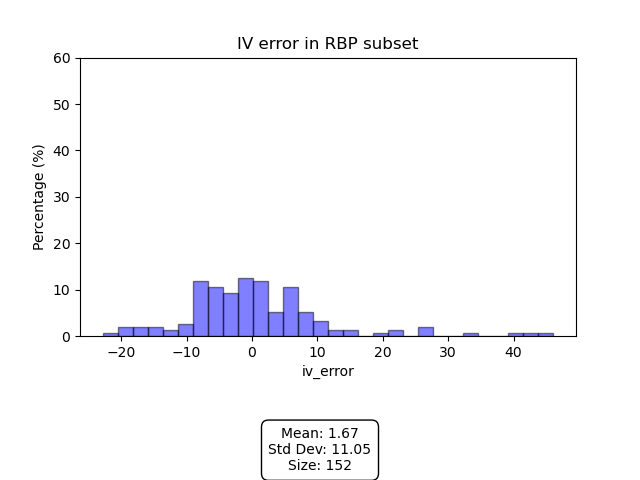 IV error in RBP subset
60
50
40
30
20
10
0
Percentage (%)
−20 −10 0 10 20 30 40
iv_error
Mean: 1.67
Std Dev: 11.05
Size: 152